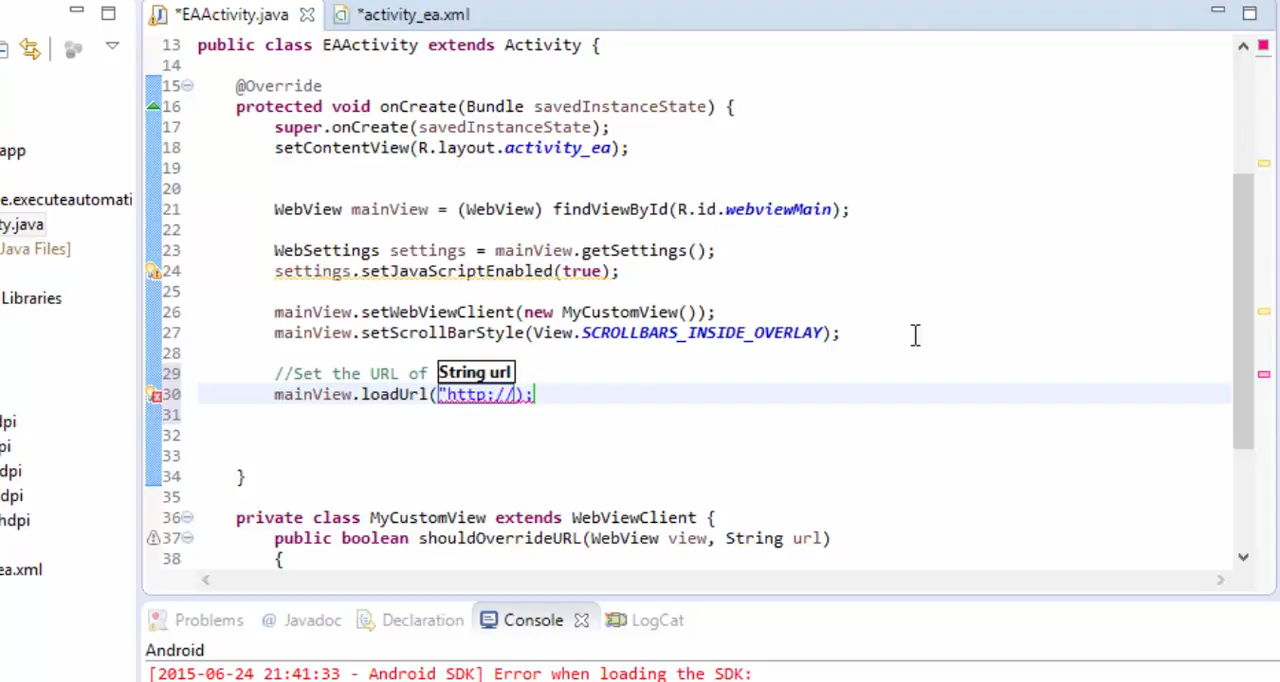 *EAActivity.java
*activity_ea.xml
app
e.executeautomati
ty.java
Java Files]
Libraries
dpi
pi
dpi
dpi
hdpi
ea.xml
13 public class EAActivity extends Activity {
14
15 @Override
16 protected void onCreate(Bundle savedInstanceState) {
17 super.onCreate(savedInstanceState);
18 setContentView(R.layout.activity_ea);
19
20
21 WebView mainView = (WebView) findViewById(R.id.webviewMain);
22
23 WebSettings settings = mainView.getSettings();
24 settings.setJavaScriptEnabled(true);
25
26 mainView.setWebViewClient(new MyCustomView());
27 mainView.setScrollBarStyle(View.SCROLLBARS_INSIDE_OVERLAY);
28
29 //Set the URL of String url
30 mainView.loadUrl("http://);
31
32
33
34 }
35
36 private class MyCustomView extends WebViewClient {
37 public boolean shouldOverrideURL(WebView view, String url)
38 {
Problems @ Javadoc Declaration Console LogCat
Android
[2015-06-24 21:41:33 - Android SDK] Error when loading the SDK: